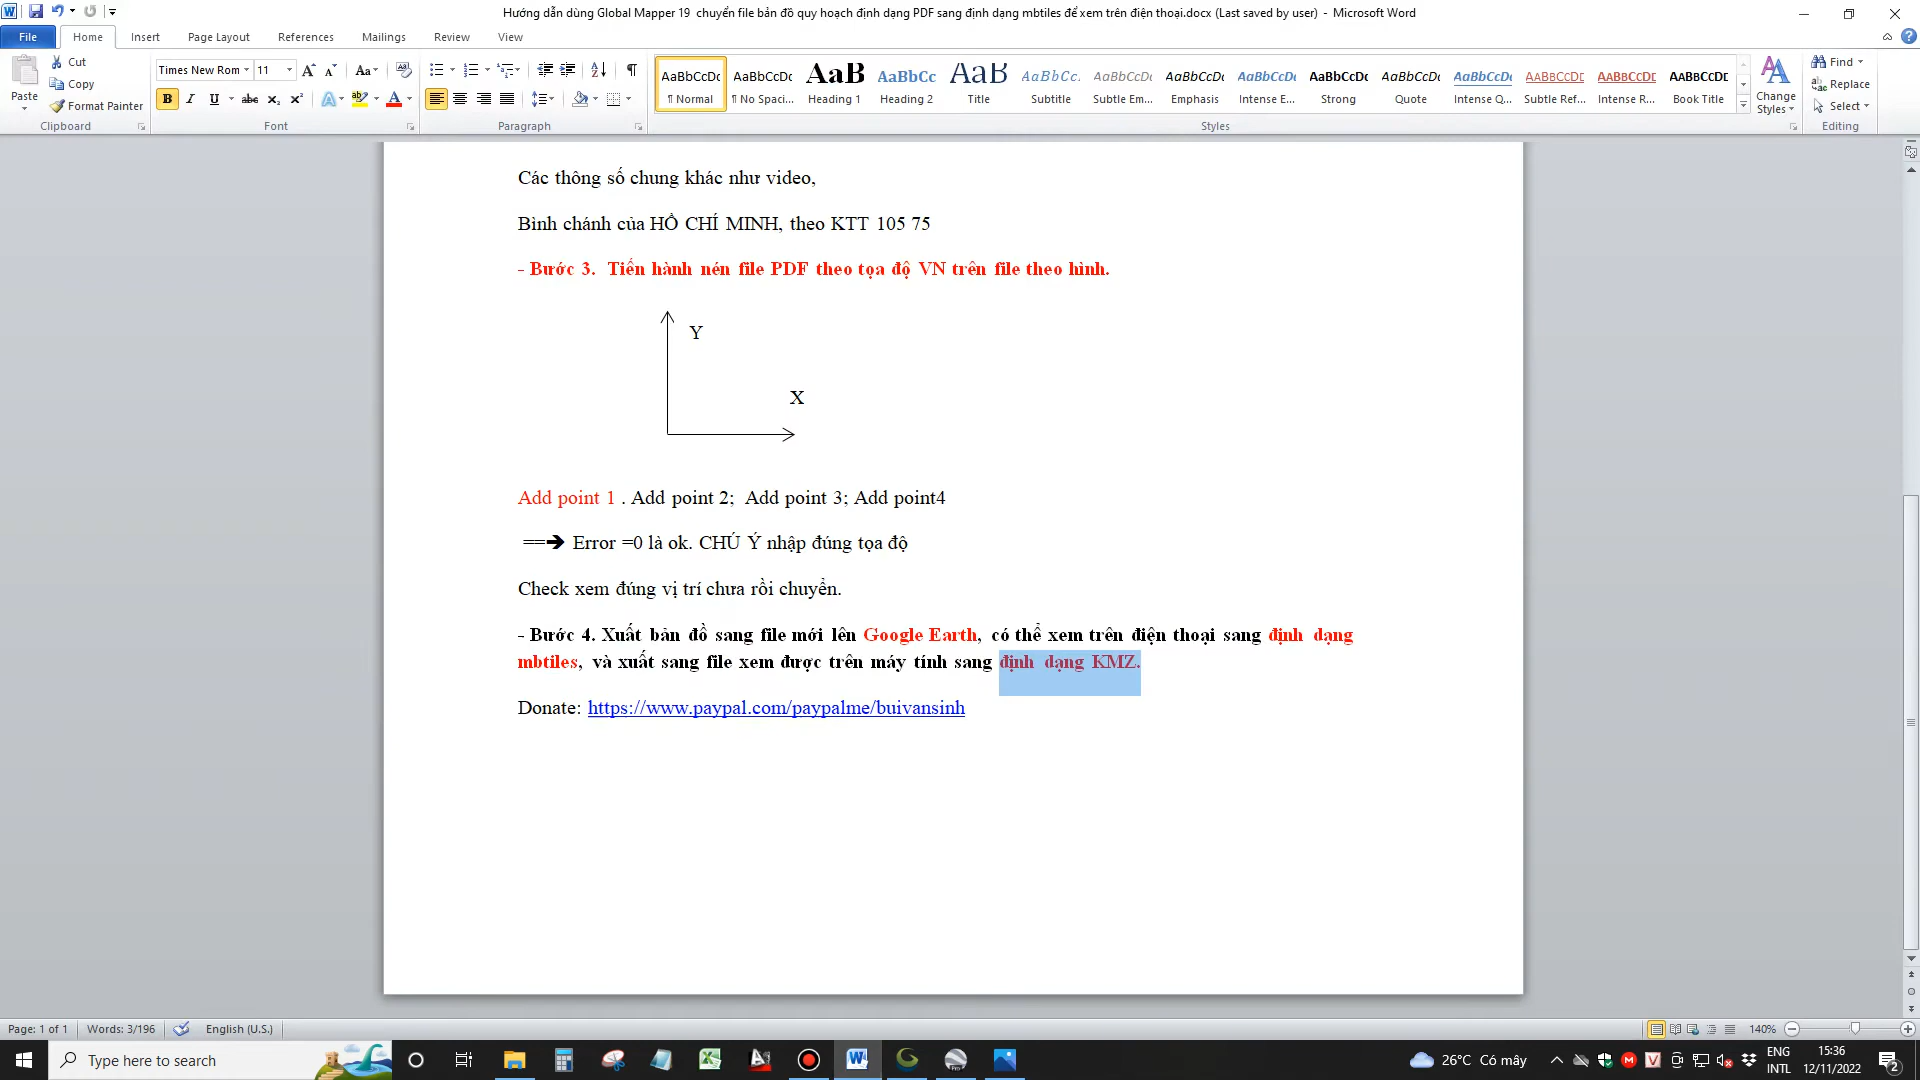 Hướng dẫn dùng Global Mapper 19 chuyển file bản đồ quy hoạch định dạng PDF sang định dạng mbtiles để xem trên điện thoại.docx (Last saved by user) - Microsoft Word
File Home Insert Page Layout References Mailings Review View
Paste
Cut
Copy
Format Painter
Clipboard
Times New Rom 11
Font
Paragraph
AaBbCcDc AaBbCcDc AaB AaBbCc AaB AaBbCc. AaBbCcDc AaBbCcDc AaBbCcDc AaBbCcDc AaBbCcDc AaBbCcDc AABBCCDE AABBCCDE AABBCCDE
¶ Normal ¶ No Spaci... Heading 1 Heading 2 Title Subtitle Subtle Em... Emphasis Intense E... Strong Quote Intense Q... Subtle Ref... Intense R... Book Title
Styles
Change Styles
Find
Replace
Select
Editing
Các thông số chung khác như video,
Bình chánh của HỒ CHÍ MINH, theo KTT 105 75
- Bước 3. Tiến hành nén file PDF theo tọa độ VN trên file theo hình.
Y
X
Add point 1 . Add point 2; Add point 3; Add point4
==➔ Error =0 là ok. CHÚ Ý nhập đúng tọa độ
Check xem đúng vị trí chưa rồi chuyển.
- Bước 4. Xuất bản đồ sang file mới lên Google Earth, có thể xem trên điện thoại sang định dạng
mbtiles, và xuất sang file xem được trên máy tính sang định dạng KMZ.
Donate: https://www.paypal.com/paypalme/buivansinh
Page: 1 of 1 Words: 3/196 English (U.S.) 140%
Type here to search
26°C Có mây
ENG
INTL
15:36
12/11/2022
2